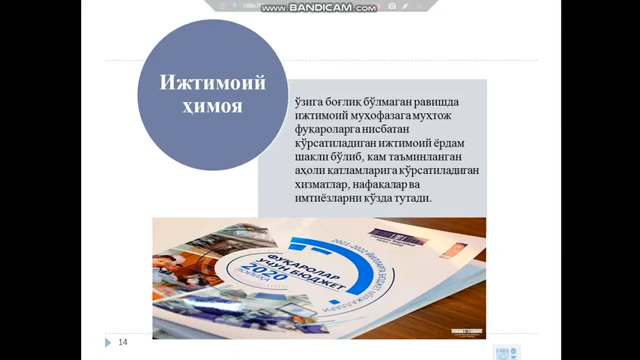 www.BANDICAM.com
Ижтимоий
ҳимоя
ўзига боғлиқ бўлмаган равишда
ижтимоий муҳофазага муҳтож
фуқароларга нисбатан
кўрсатиладиган ижтимоий ёрдам
шакли бўлиб, кам таъминланган
аҳоли қатламларига кўрсатиладиган
хизматлар, нафақалар ва
имтиёзларни кўзда тутади.
ФУҚАРОЛАР
УЧУН БЮДЖЕТ
2020
14